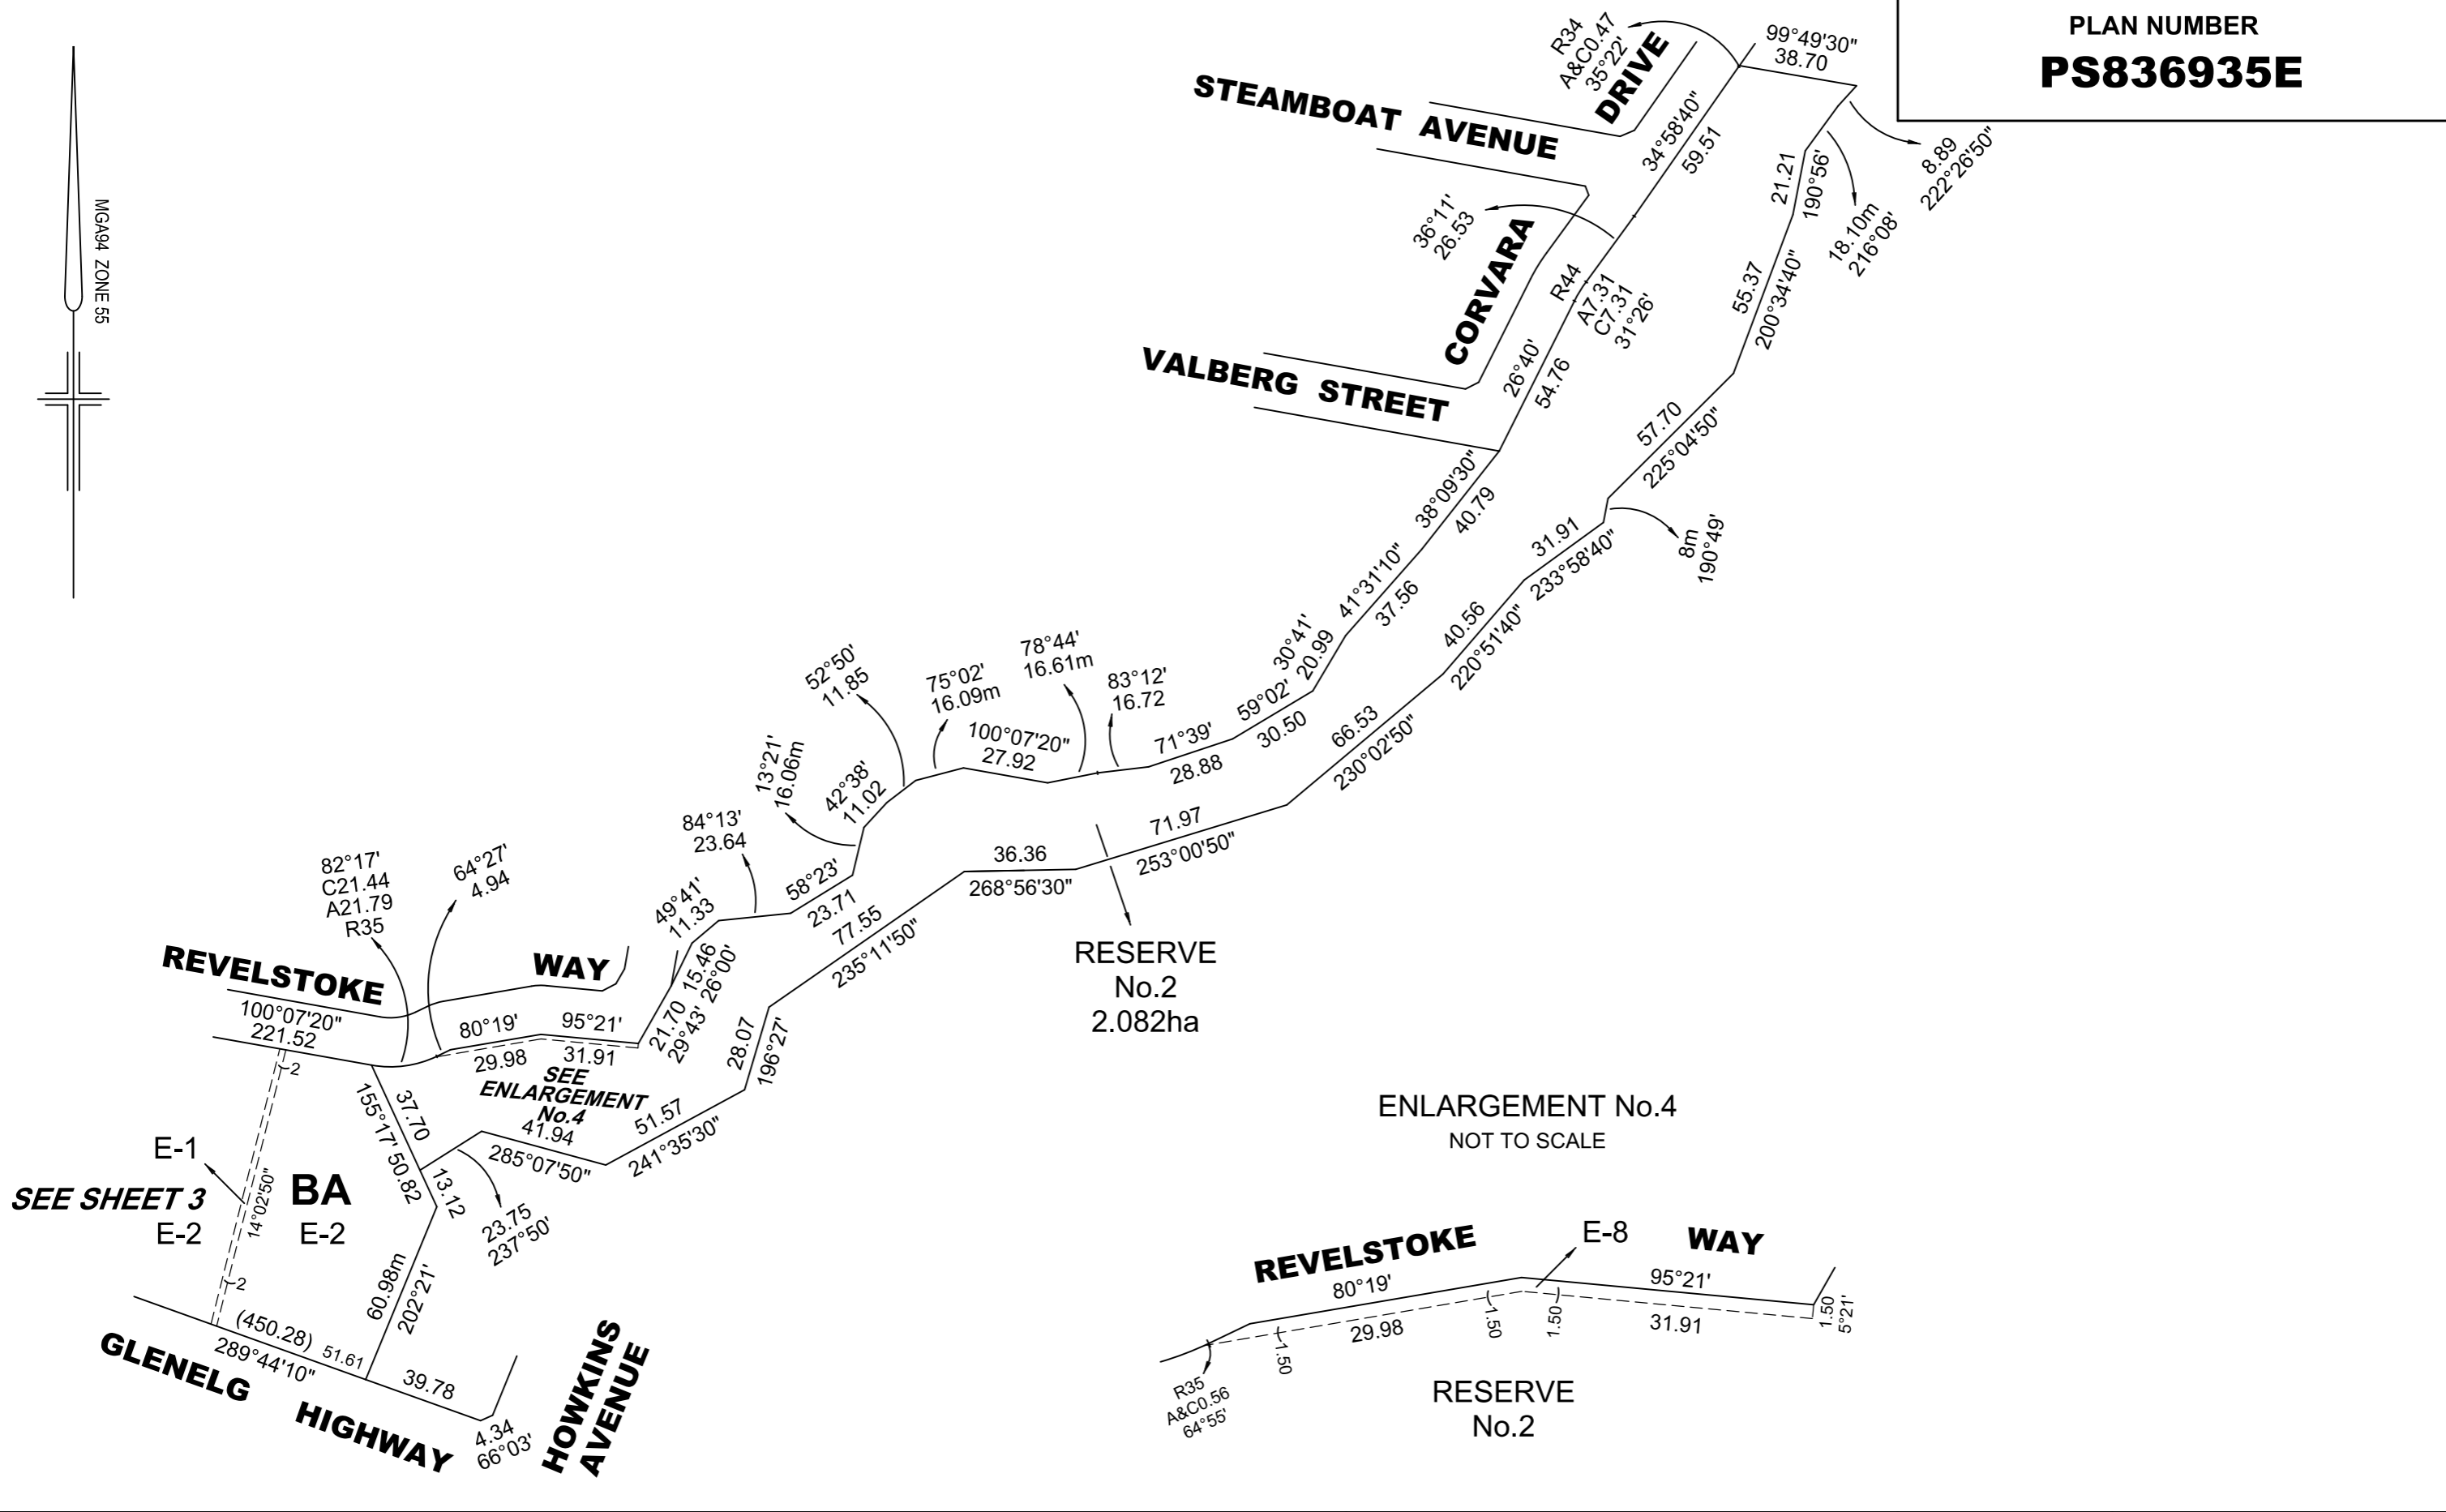 PLAN NUMBER
PS836935E
MGA94 ZONE 55
R34
A&C0.47
35°22'
99°49'30"
38.70
STEAMBOAT AVENUE
DRIVE
34°58'40"
59.51
8.89
222°26'50"
21.21
190°56'
18.10m
216°08'
36°11'
26.53
CORVARA
R44
A7.31
C7.31
31°26'
55.37
200°34'40"
VALBERG STREET
26°40'
54.76
57.70
225°04'50"
38°09'30"
40.79
8m
190°49'
31.91
233°58'40"
41°31'10"
37.56
40.56
220°51'40"
30°41'
20.99
59°02'
30.50
66.53
230°02'50"
52°50'
11.85
75°02'
16.09m
78°44'
16.61m
83°12'
16.72
100°07'20"
27.92
71°39'
28.88
13°21'
16.06m
42°38'
11.02
71.97
253°00'50"
84°13'
23.64
36.36
268°56'30"
82°17'
C21.44
A21.79
R35
64°27'
4.94
49°41'
11.33
58°23'
23.71
77.55
235°11'50"
RESERVE
No.2
2.082ha
REVELSTOKE WAY
100°07'20"
221.52
80°19'
29.98
95°21'
31.91
21.70 15.46
29°43' 26°00'
28.07
196°27'
SEE
ENLARGEMENT
No.4
41.94
285°07'50"
51.57
241°35'30"
2
37.70
155°17' 50.82
13.12
23.75
237°50'
E-1
SEE SHEET 3
E-2
14°02'50"
BA
E-2
2
60.98m
202°21'
(450.28)
51.61
289°44'10"
39.78
GLENELG HIGHWAY
4.34
66°03'
HOWKINS
AVENUE
ENLARGEMENT No.4
NOT TO SCALE
REVELSTOKE WAY
E-8
80°19'
95°21'
29.98
31.91
1.50
1.50
1.50
1.50
5°21'
R35
A&C0.56
64°55'
RESERVE
No.2